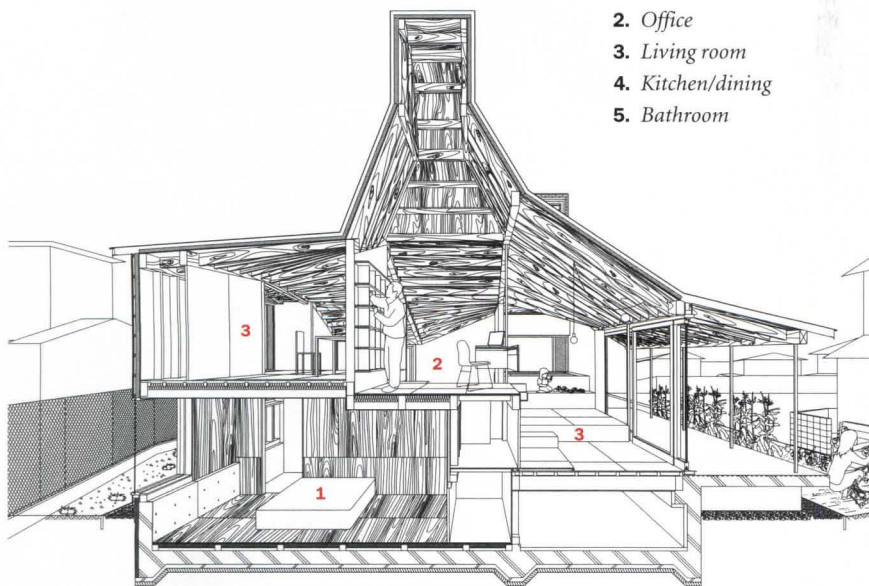 2. Office
3. Living room
4. Kitchen/dining
5. Bathroom
3
2
3
1